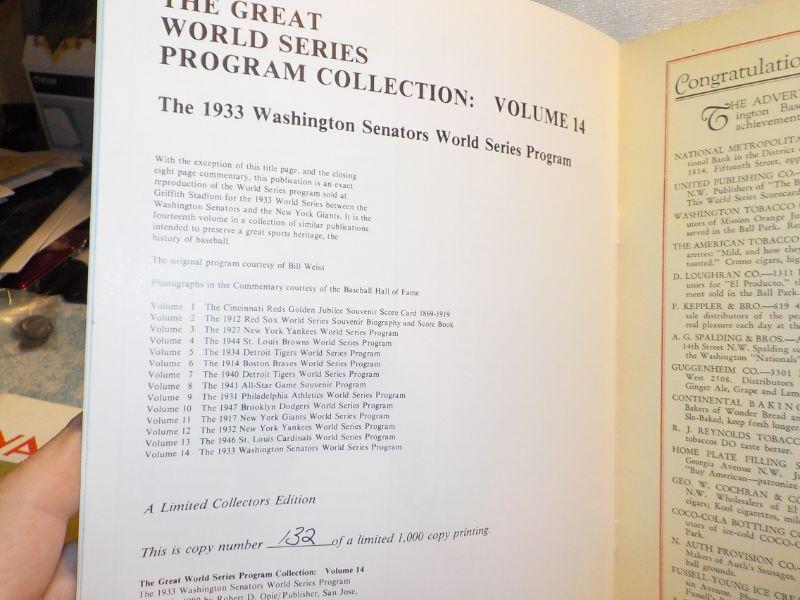 THE GREAT
WORLD SERIES
PROGRAM COLLECTION: VOLUME 14
The 1933 Washington Senators World Series Program
With the exception of this title page, and the closing
eight page commentary, this publication is an exact
reproduction of the World Series program sold at
Griffith Stadium for the 1933 World Series between the
Washington Senators and the New York Giants. It is the
fourteenth volume in a collection of similar publications
intended to preserve a great sports heritage, the
history of baseball.
The original program courtesy of Bill Weiss
Photographs in the Commentary courtesy of the Baseball Hall of Fame
Volume 1 The Cincinnati Reds Golden Jubilee Souvenir Score Card 1869-1919
Volume 2 The 1912 Red Sox World Series Souvenir Biography and Score Book
Volume 3 The 1927 New York Yankees World Series Program
Volume 4 The 1944 St. Louis Browns World Series Program
Volume 5 The 1934 Detroit Tigers World Series Program
Volume 6 The 1914 Boston Braves World Series Program
Volume 7 The 1940 Detroit Tigers World Series Program
Volume 8 The 1941 All-Star Game Souvenir Program
Volume 9 The 1931 Philadelphia Athletics World Series Program
Volume 10 The 1947 Brooklyn Dodgers World Series Program
Volume 11 The 1917 New York Giants World Series Program
Volume 12 The 1932 New York Yankees World Series Program
Volume 13 The 1946 St. Louis Cardinals World Series Program
Volume 14 The 1933 Washington Senators World Series Program
A Limited Collectors Edition
This is copy number 132 of a limited 1,000 copy printing.
The Great World Series Program Collection: Volume 14
The 1933 Washington Senators World Series Program
1980 by Robert D. Opie/Publisher, San Jose,
Congratulatio
THE ADVER
ington Bas
achievement
NATIONAL METROPOLITA
tional Bank in the District
1814. Fifteenth Street, opp
UNITED PUBLISHING CO.—
N.W. Publishers of "The B
This World Series Scorecard
WASHINGTON TOBACCO
utors of Mission Orange Ju
served in the Ball Park. Re
THE AMERICAN TOBACCO
arettes: "Mild, and how they
toasted." Cremo cigars, high
D. LOUGHRAN CO.—1311
utors for "El Producto," th
ment sold in the Ball Park.
F. KEPPLER & BRO.—619 4
sale distributors of the pea
real pleasure each day at the
A. G. SPALDING & BROS.—A
14th Street N.W. Spalding su
the Washington "Nationals"
GUGGENHEIM CO.—3301
West 2508. Distributors
Ginger Ale, Grape and Lem
CONTINENTAL BAKING
Bakers of Wonder Bread an
Slo-Baked, keep fresh longer
R. J. REYNOLDS TOBACC
tobaccos DO taste better.
HOME PLATE FILLING S
Georgia Avenue N.W. Ja
"Buy American—patronize
GEO. W. COCHRAN & CO
N.W. Wholesalers of El
cigars; Kool cigarettes, mil
COCO-COLA BOTTLING CO
utors of ice-cold COCO-C
Park.
N. AUTH PROVISION CO.—
Makers of Auth's Sausages.
ball grounds.
FUSSELL-YOUNG ICE CRE
sin Avenue. Phone
Fussell's